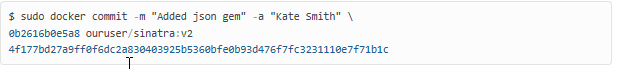 $ sudo docker commit -m "Added json gem" -a "Kate Smith" \
0b2616b0e5a8 ouruser/sinatra:v2
4f177bd27a9ff0f6dc2a830403925b5360bfe0b93d476f7fc3231110e7f71b1c